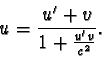 u = \frac{u' + v}{1 + \frac{u'v}{c^2}}.